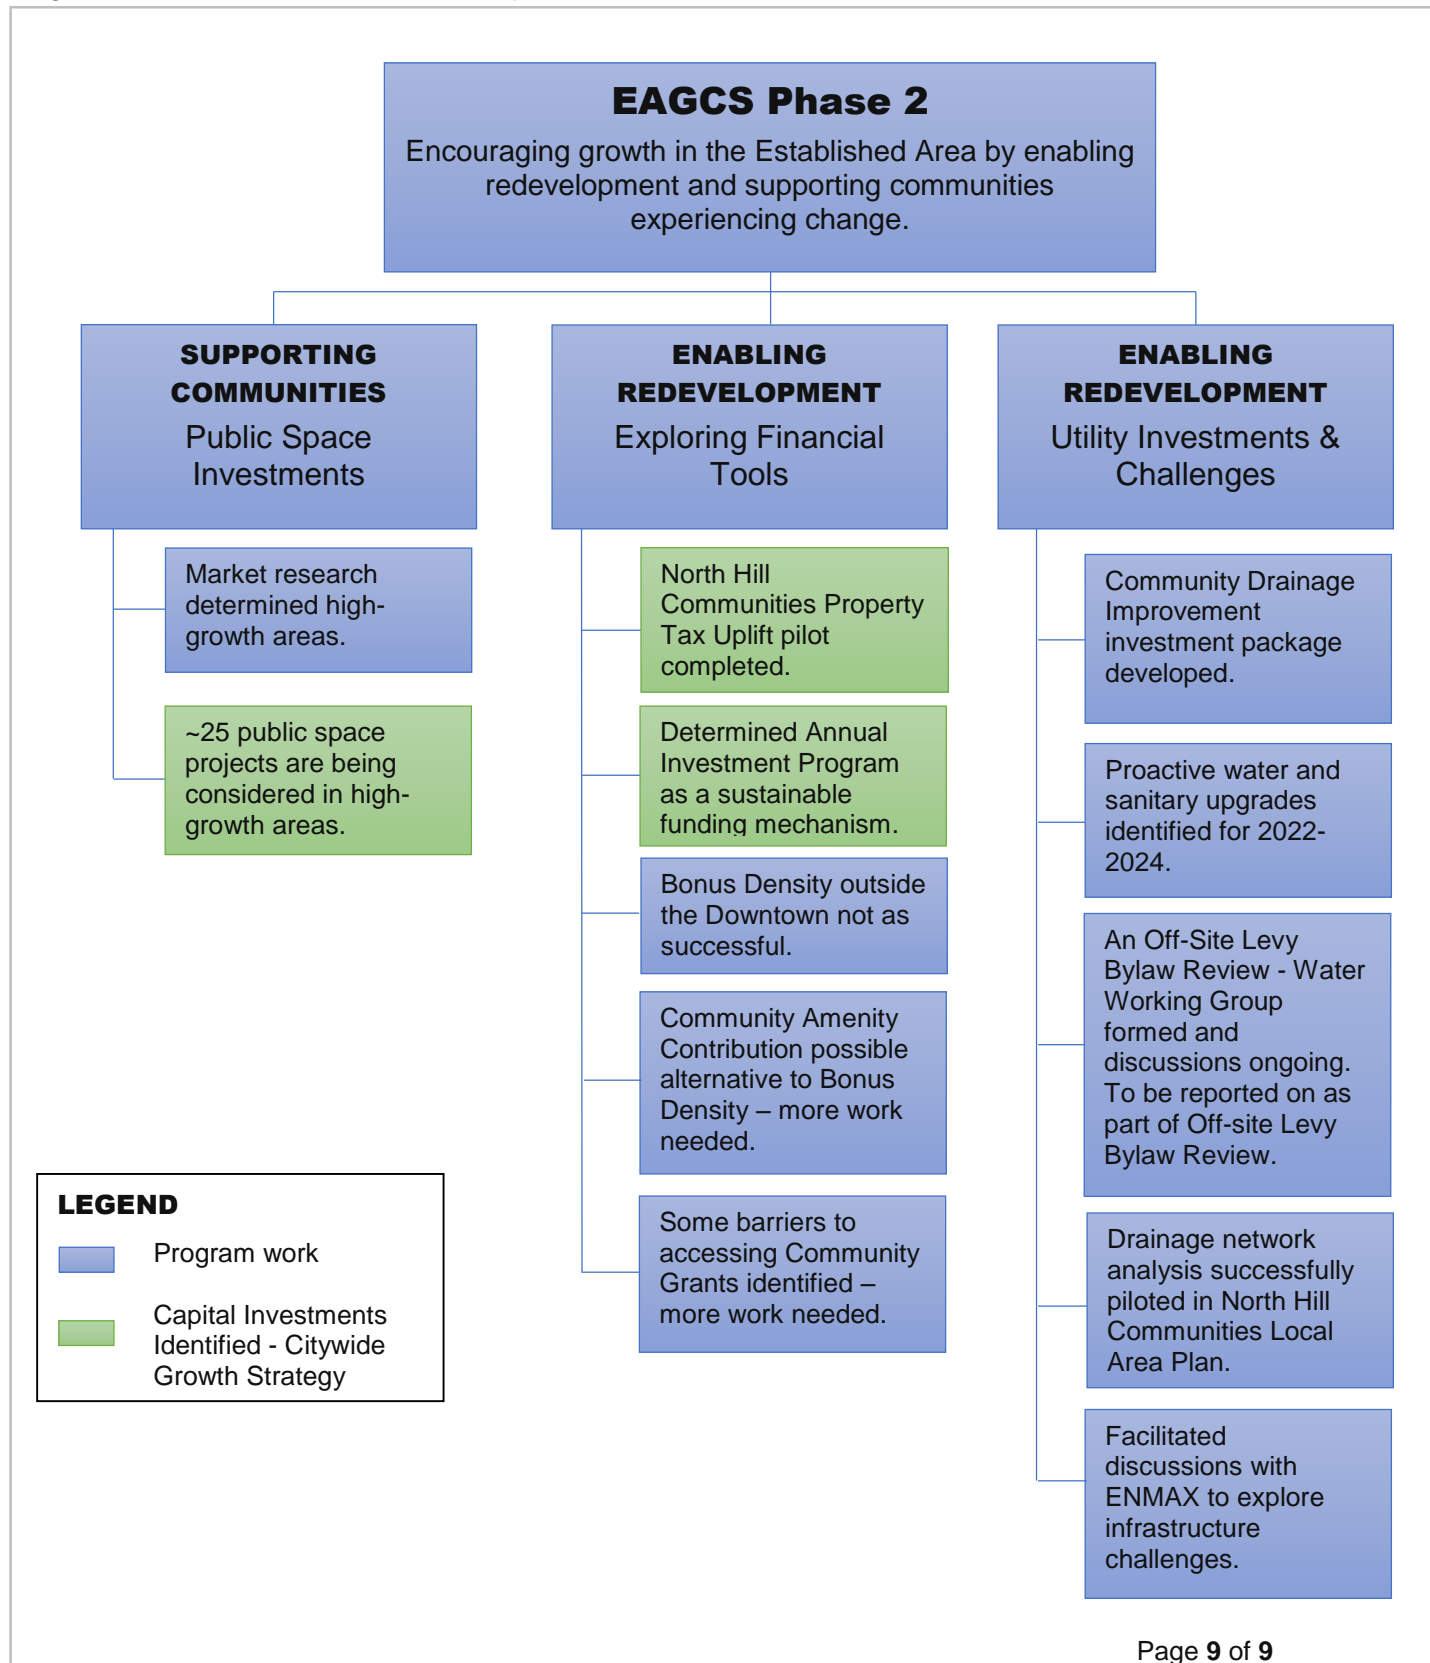 EAGCS Phase 2
Encouraging growth in the Established Area by enabling
redevelopment and supporting communities
experiencing change.
SUPPORTING
COMMUNITIES
Public Space
Investments
Market research
determined high-
growth areas.
~25 public space
projects are being
considered in high-
growth areas.
ENABLING
REDEVELOPMENT
Exploring Financial
Tools
North Hill
Communities Property
Tax Uplift pilot
completed.
Determined Annual
Investment Program
as a sustainable
funding mechanism.
Bonus Density outside
the Downtown not as
successful.
Community Amenity
Contribution possible
alternative to Bonus
Density – more work
needed.
Some barriers to
accessing Community
Grants identified –
more work needed.
ENABLING
REDEVELOPMENT
Utility Investments &
Challenges
Community Drainage
Improvement
investment package
developed.
Proactive water and
sanitary upgrades
identified for 2022-
2024.
An Off-Site Levy
Bylaw Review - Water
Working Group
formed and
discussions ongoing.
To be reported on as
part of Off-site Levy
Bylaw Review.
Drainage network
analysis successfully
piloted in North Hill
Communities Local
Area Plan.
Facilitated
discussions with
ENMAX to explore
infrastructure
challenges.
LEGEND
Program work
Capital Investments
Identified - Citywide
Growth Strategy
Page 9 of 9